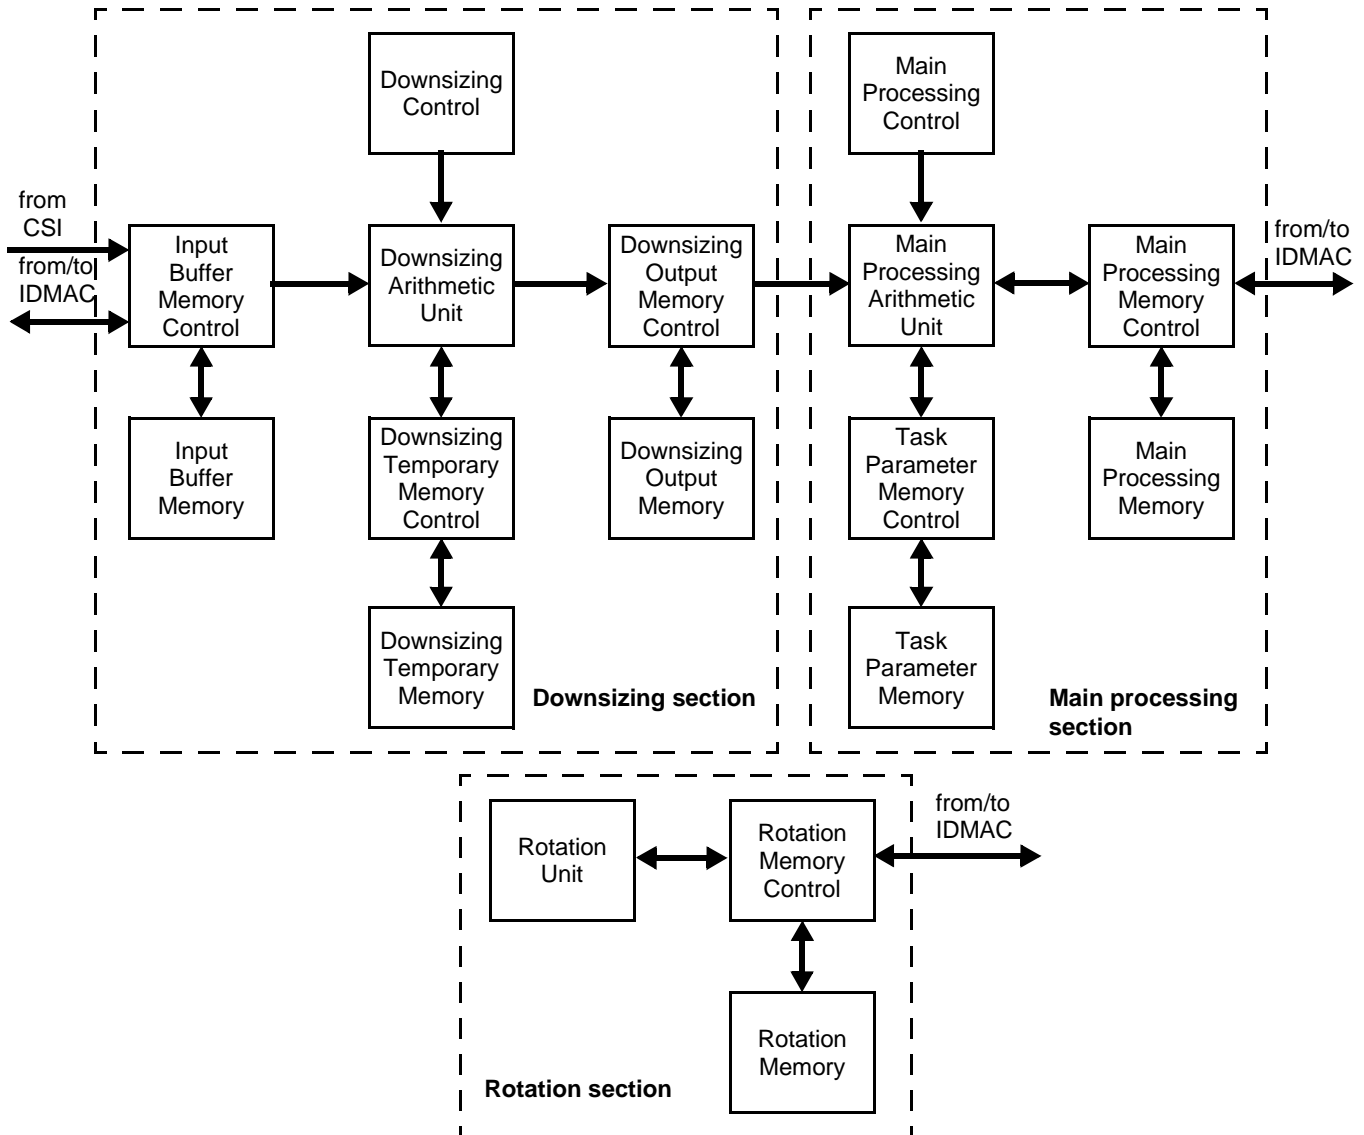 Downsizing
Control
Main
Processing
Control
from
CSI
from/to
IDMAC
Input
Buffer
Memory
Control
Downsizing
Arithmetic
Unit
Downsizing
Output
Memory
Control
Main
Processing
Arithmetic
Unit
Main
Processing
Memory
Control
from/to
IDMAC
Input
Buffer
Memory
Downsizing
Temporary
Memory
Control
Downsizing
Output
Memory
Task
Parameter
Memory
Control
Main
Processing
Memory
Downsizing
Temporary
Memory
Downsizing section
Task
Parameter
Memory
Main processing
section
Rotation
Unit
Rotation
Memory
Control
from/to
IDMAC
Rotation
Memory
Rotation section